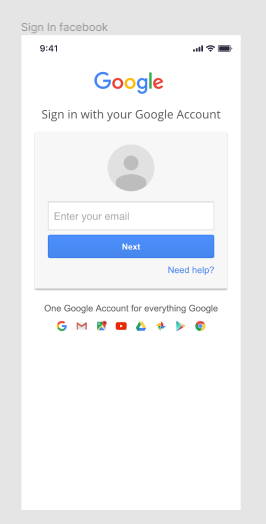 Sign In facebook
9:41
Google
Sign in with your Google Account
Enter your email
Next
Need help?
One Google Account for everything Google